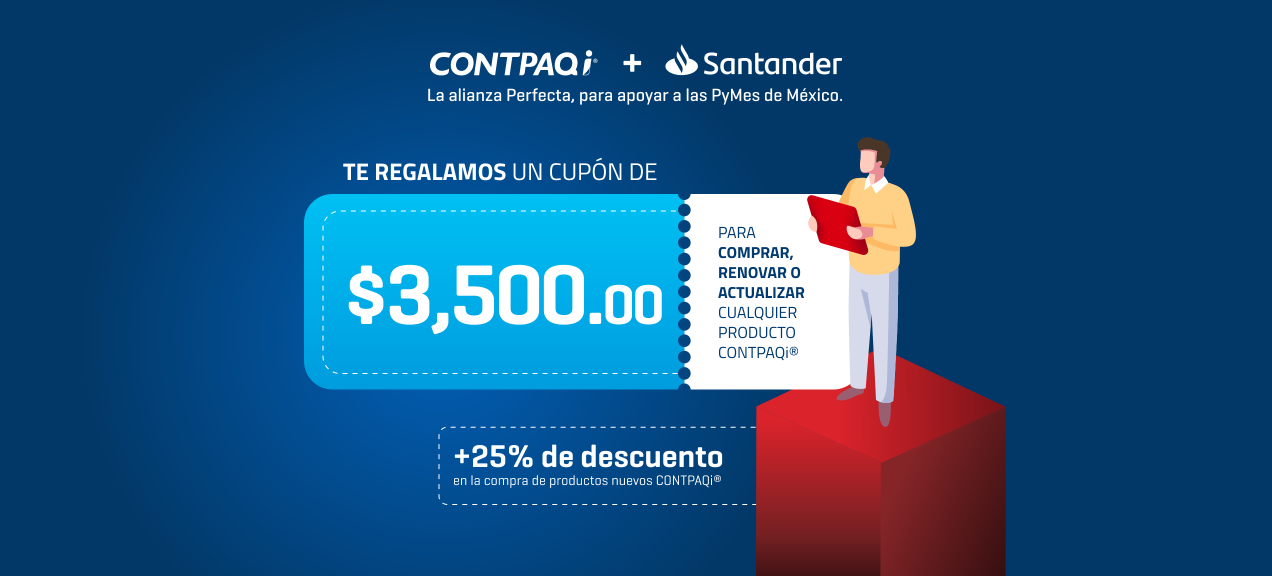 CONTPAQi® + Santander
La alianza Perfecta, para apoyar a las PyMes de México.
TE REGALAMOS UN CUPÓN DE
$3,500.00
PARA
COMPRAR,
RENOVAR O
ACTUALIZAR
CUALQUIER
PRODUCTO
CONTPAQi®
+25% de descuento
en la compra de productos nuevos CONTPAQi®